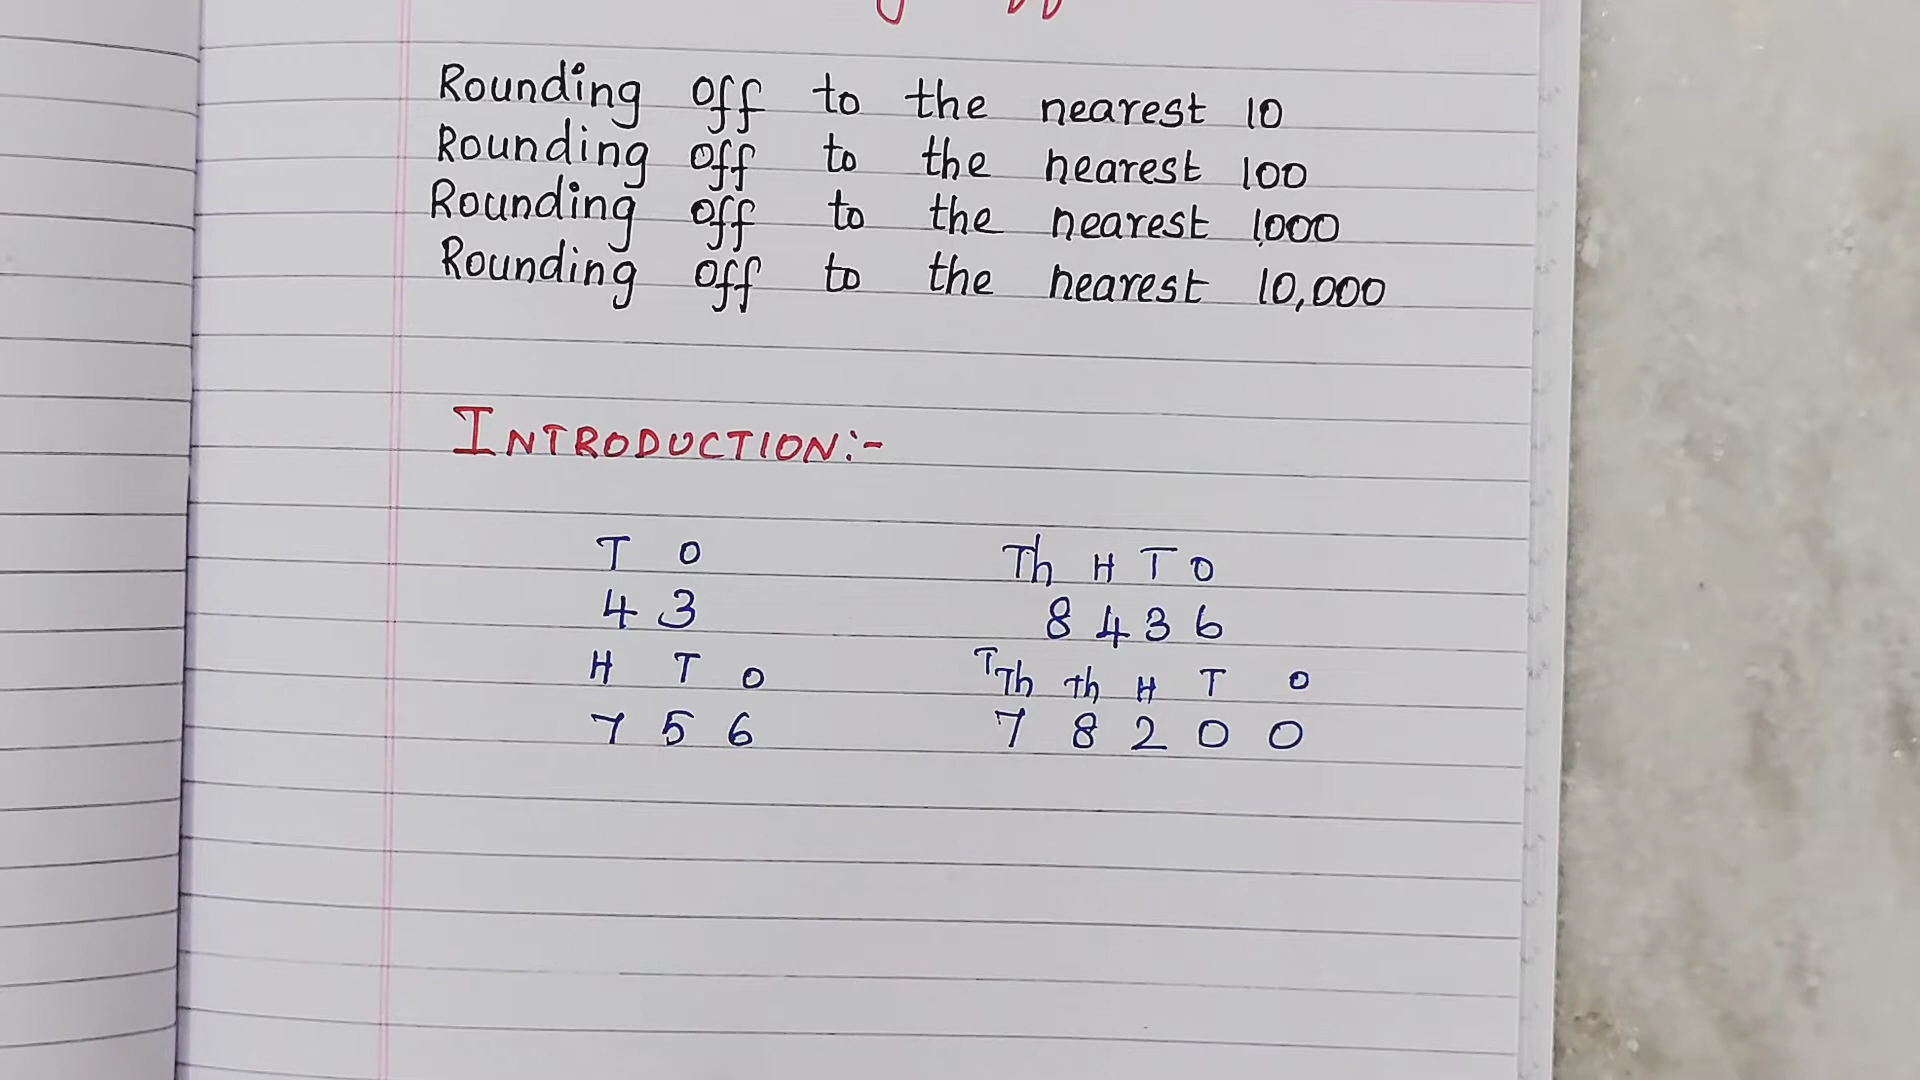 Rounding off to the nearest 10
Rounding off to the nearest 100
Rounding off to the nearest 1,000
Rounding off to the nearest 10,000
INTRODUCTION:-
T O
4 3
H T O
7 5 6
Th H T O
8 4 3 6
TTh th H T O
7 8 2 0 0